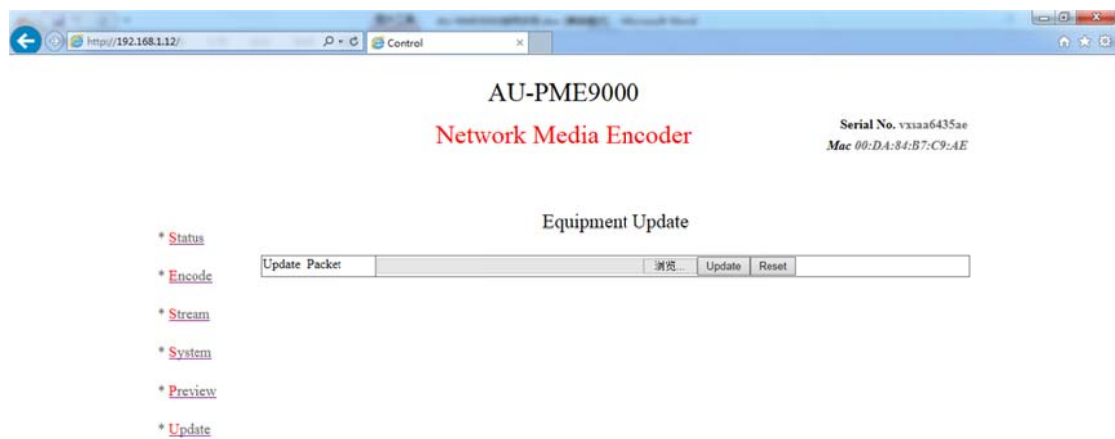 http://192.168.1.12/
Control
AU-PME9000
Network Media Encoder
Serial No. vxsaa6435ae
Mac 00:DA:84:B7:C9:AE
Equipment Update
* Status
Update Packet 浏览... Update Reset
* Encode
* Stream
* System
* Preview
* Update